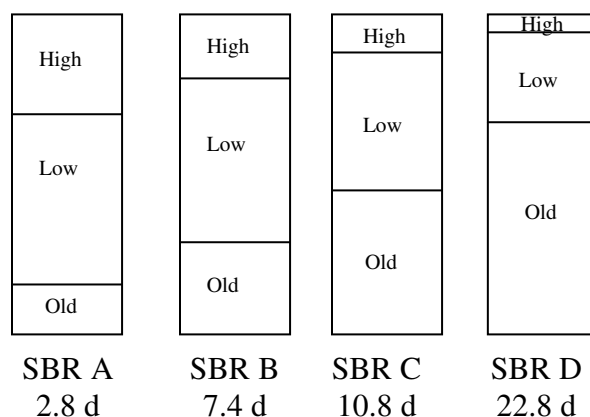 High
Low
Old
SBR A
2.8 d
High
Low
Old
SBR B
7.4 d
High
Low
Old
SBR C
10.8 d
High
Low
Old
SBR D
22.8 d